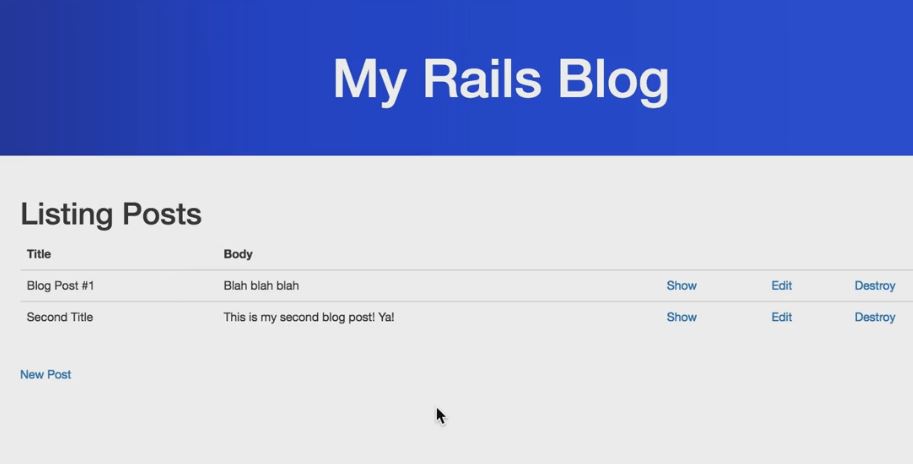 My Rails Blog
Listing Posts
Title Body
Blog Post #1 Blah blah blah Show Edit Destroy
Second Title This is my second blog post! Ya! Show Edit Destroy
New Post